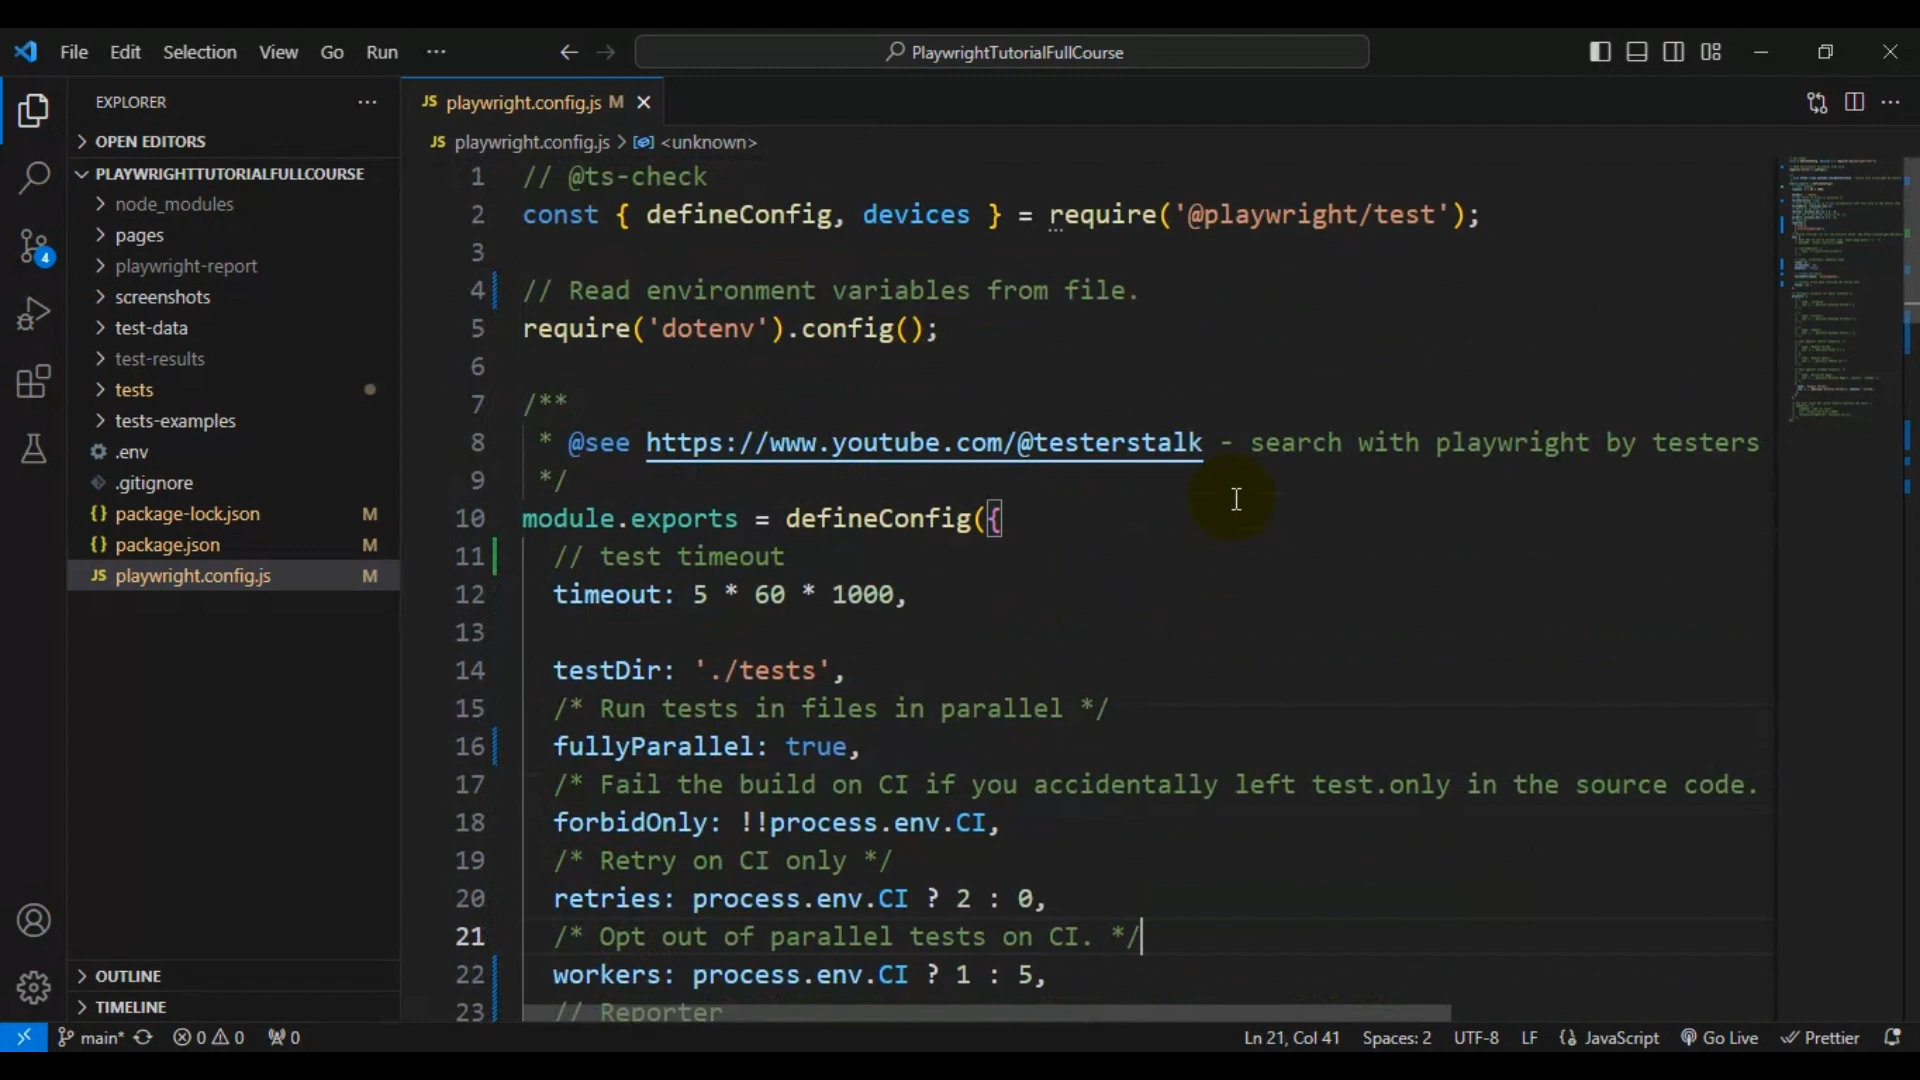 File Edit Selection View Go Run ··· PlaywrightTutorialFullCourse
EXPLORER ···
OPEN EDITORS
PLAYWRIGHTTUTORIALFULLCOURSE
node_modules
pages
playwright-report
screenshots
test-data
test-results
tests
tests-examples
.env
.gitignore
{} package-lock.json M
{} package.json M
JS playwright.config.js M
OUTLINE
TIMELINE
4
JS playwright.config.js M
JS playwright.config.js > <unknown>
1 // @ts-check
2 const { defineConfig, devices } = require('@playwright/test');
3
4 // Read environment variables from file.
5 require('dotenv').config();
6
7 /**
8 * @see https://www.youtube.com/@testerstalk - search with playwright by testers
9 */
10 module.exports = defineConfig({
11 // test timeout
12 timeout: 5 * 60 * 1000,
13
14 testDir: './tests',
15 /* Run tests in files in parallel */
16 fullyParallel: true,
17 /* Fail the build on CI if you accidentally left test.only in the source code.
18 forbidOnly: !!process.env.CI,
19 /* Retry on CI only */
20 retries: process.env.CI ? 2 : 0,
21 /* Opt out of parallel tests on CI. */
22 workers: process.env.CI ? 1 : 5,
23 // Reporter
main* 0 0 0 Ln 21, Col 41 Spaces: 2 UTF-8 LF {} JavaScript Go Live Prettier